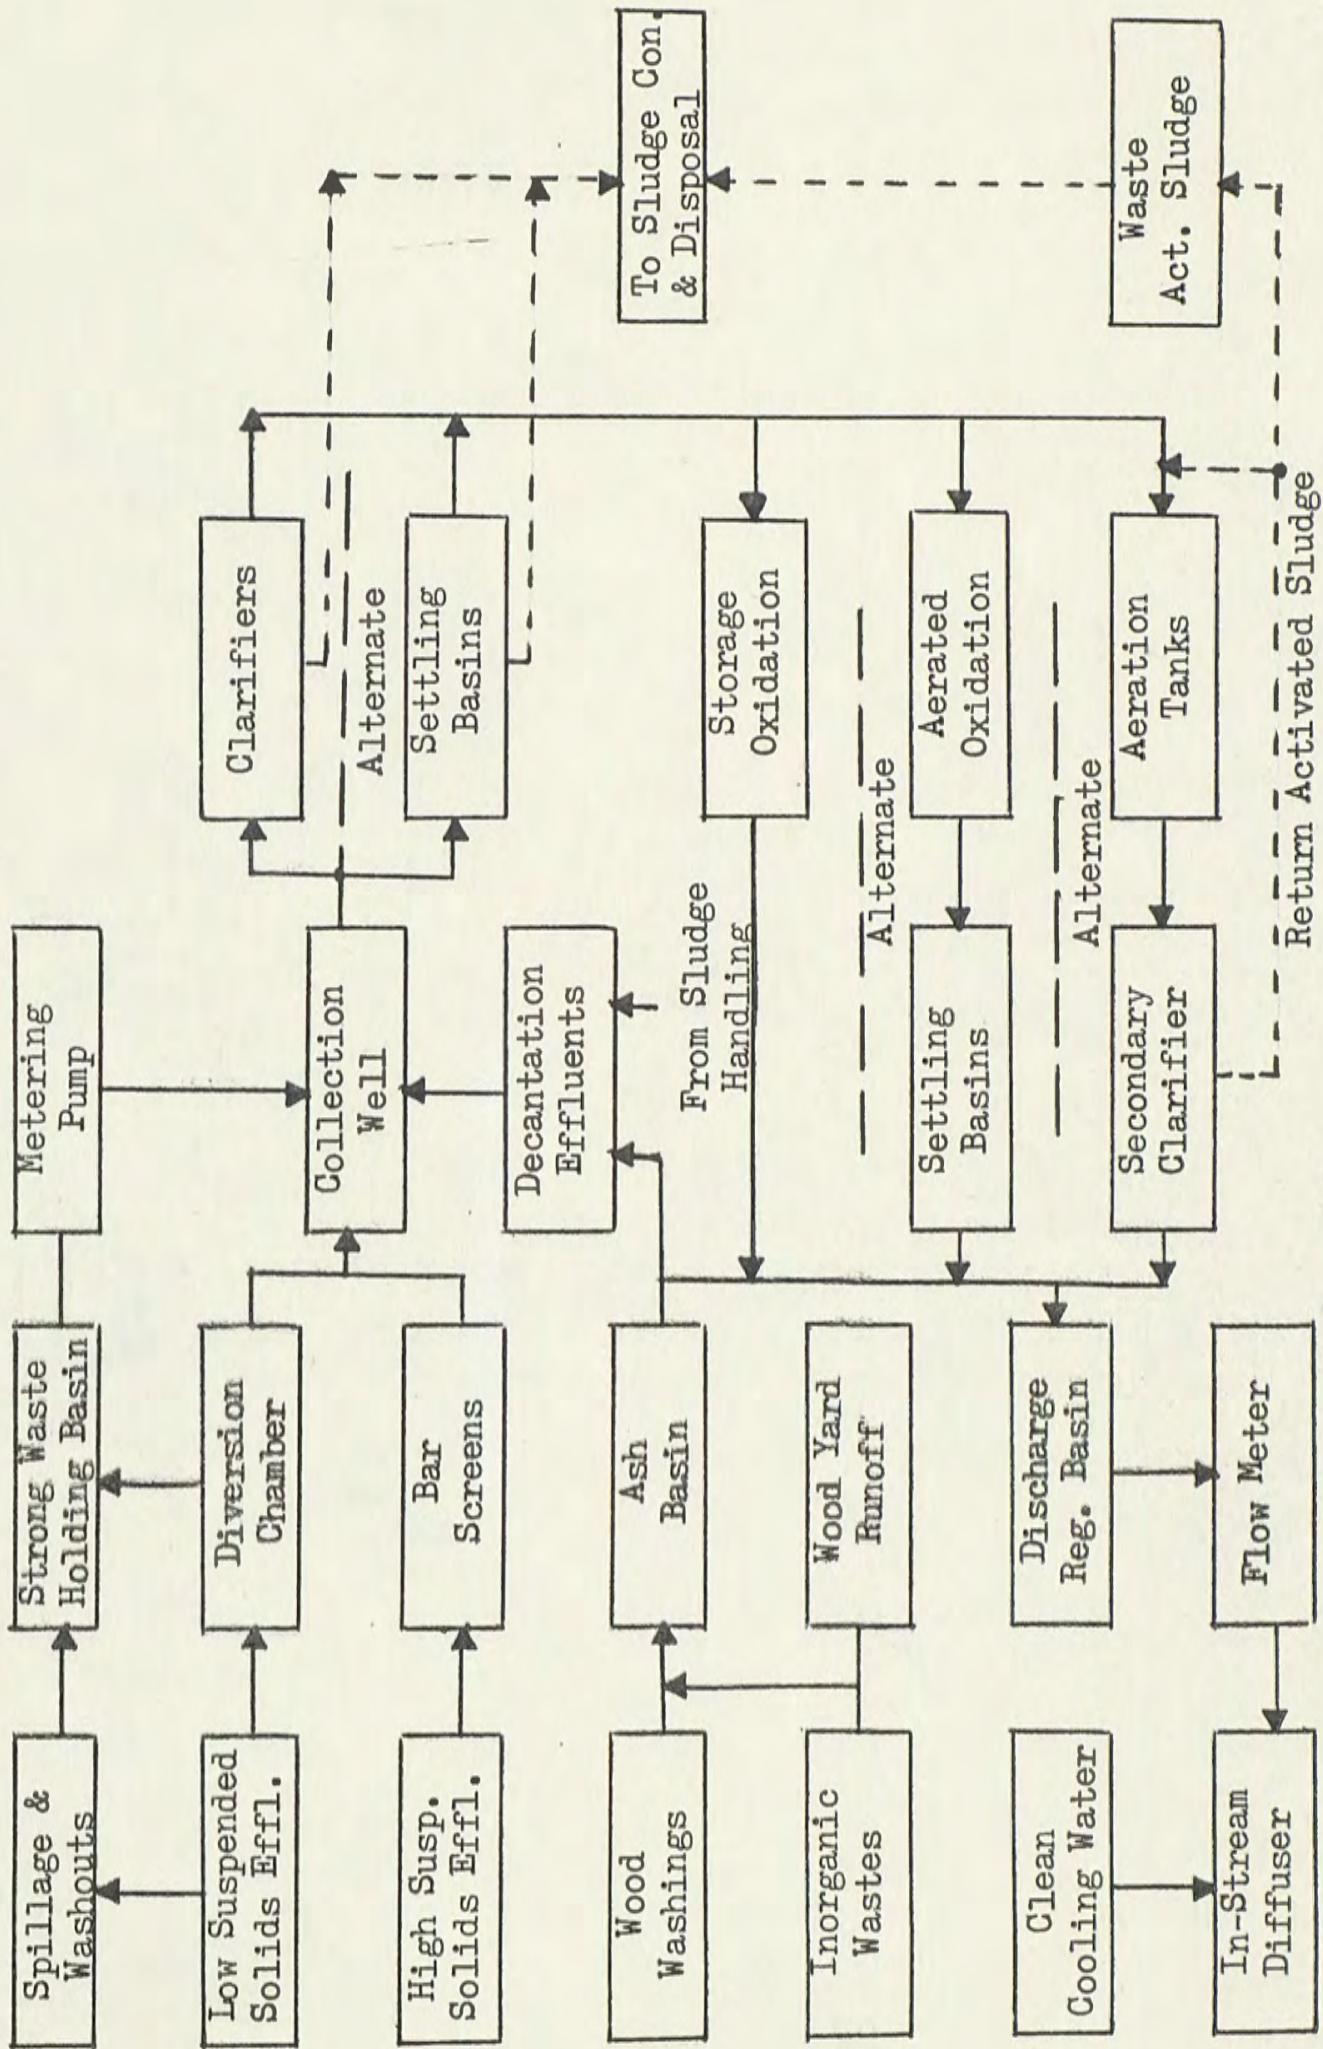 Spillage &
Washouts
Strong Waste
Holding Basin
Metering
Pump
Low Suspended
Solids Effl.
Diversion
Chamber
Clarifiers
Collection
Well
Alternate
High Susp.
Solids Effl.
Bar
Screens
Settling
Basins
Decantation
Effluents
To Sludge Con.
& Disposal
Wood
Washings
Ash
Basin
From Sludge
Handling
Storage
Oxidation
Inorganic
Wastes
Wood Yard
Runoff
Alternate
Settling
Basins
Aerated
Oxidation
Clean
Cooling Water
Discharge
Reg. Basin
Alternate
Secondary
Clarifier
Aeration
Tanks
Waste
Act. Sludge
In-Stream
Diffuser
Flow Meter
Return Activated Sludge